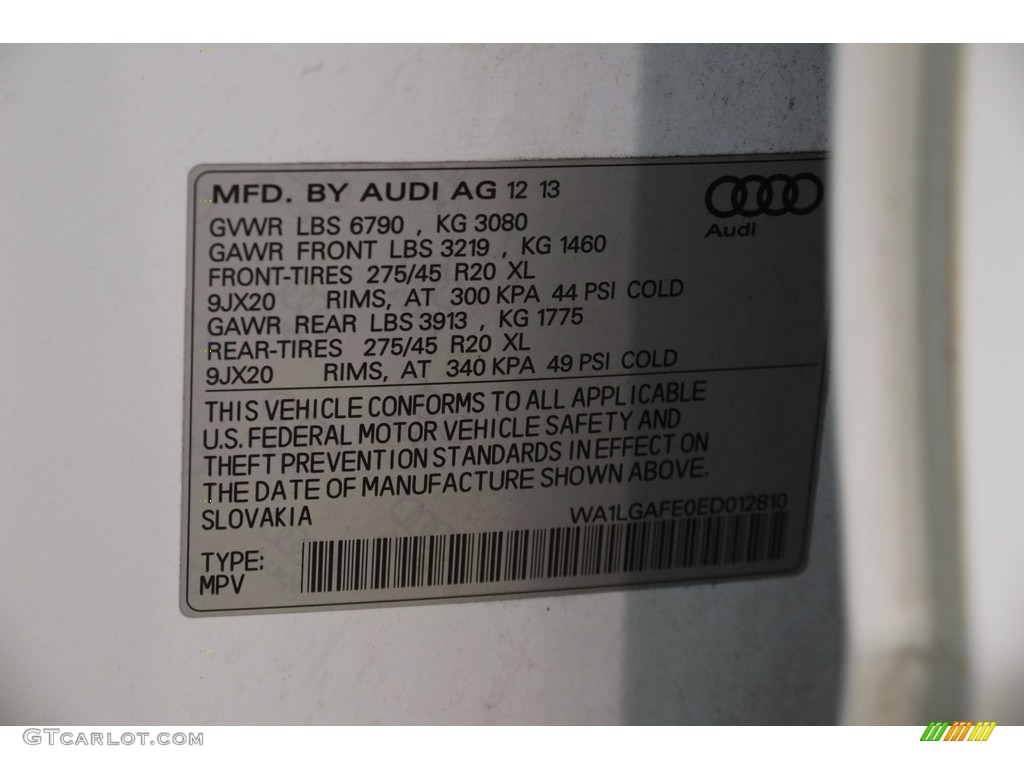 MFD. BY AUDI AG 12 13
Audi
GVWR LBS 6790 , KG 3080
GAWR FRONT LBS 3219 , KG 1460
FRONT-TIRES 275/45 R20 XL
9JX20 RIMS, AT 300 KPA 44 PSI COLD
GAWR REAR LBS 3913 , KG 1775
REAR-TIRES 275/45 R20 XL
9JX20 RIMS, AT 340 KPA 49 PSI COLD
THIS VEHICLE CONFORMS TO ALL APPLICABLE
U.S. FEDERAL MOTOR VEHICLE SAFETY AND
THEFT PREVENTION STANDARDS IN EFFECT ON
THE DATE OF MANUFACTURE SHOWN ABOVE.
SLOVAKIA WA1LGAFE0ED012810
TYPE:
MPV
GTCARLOT.COM